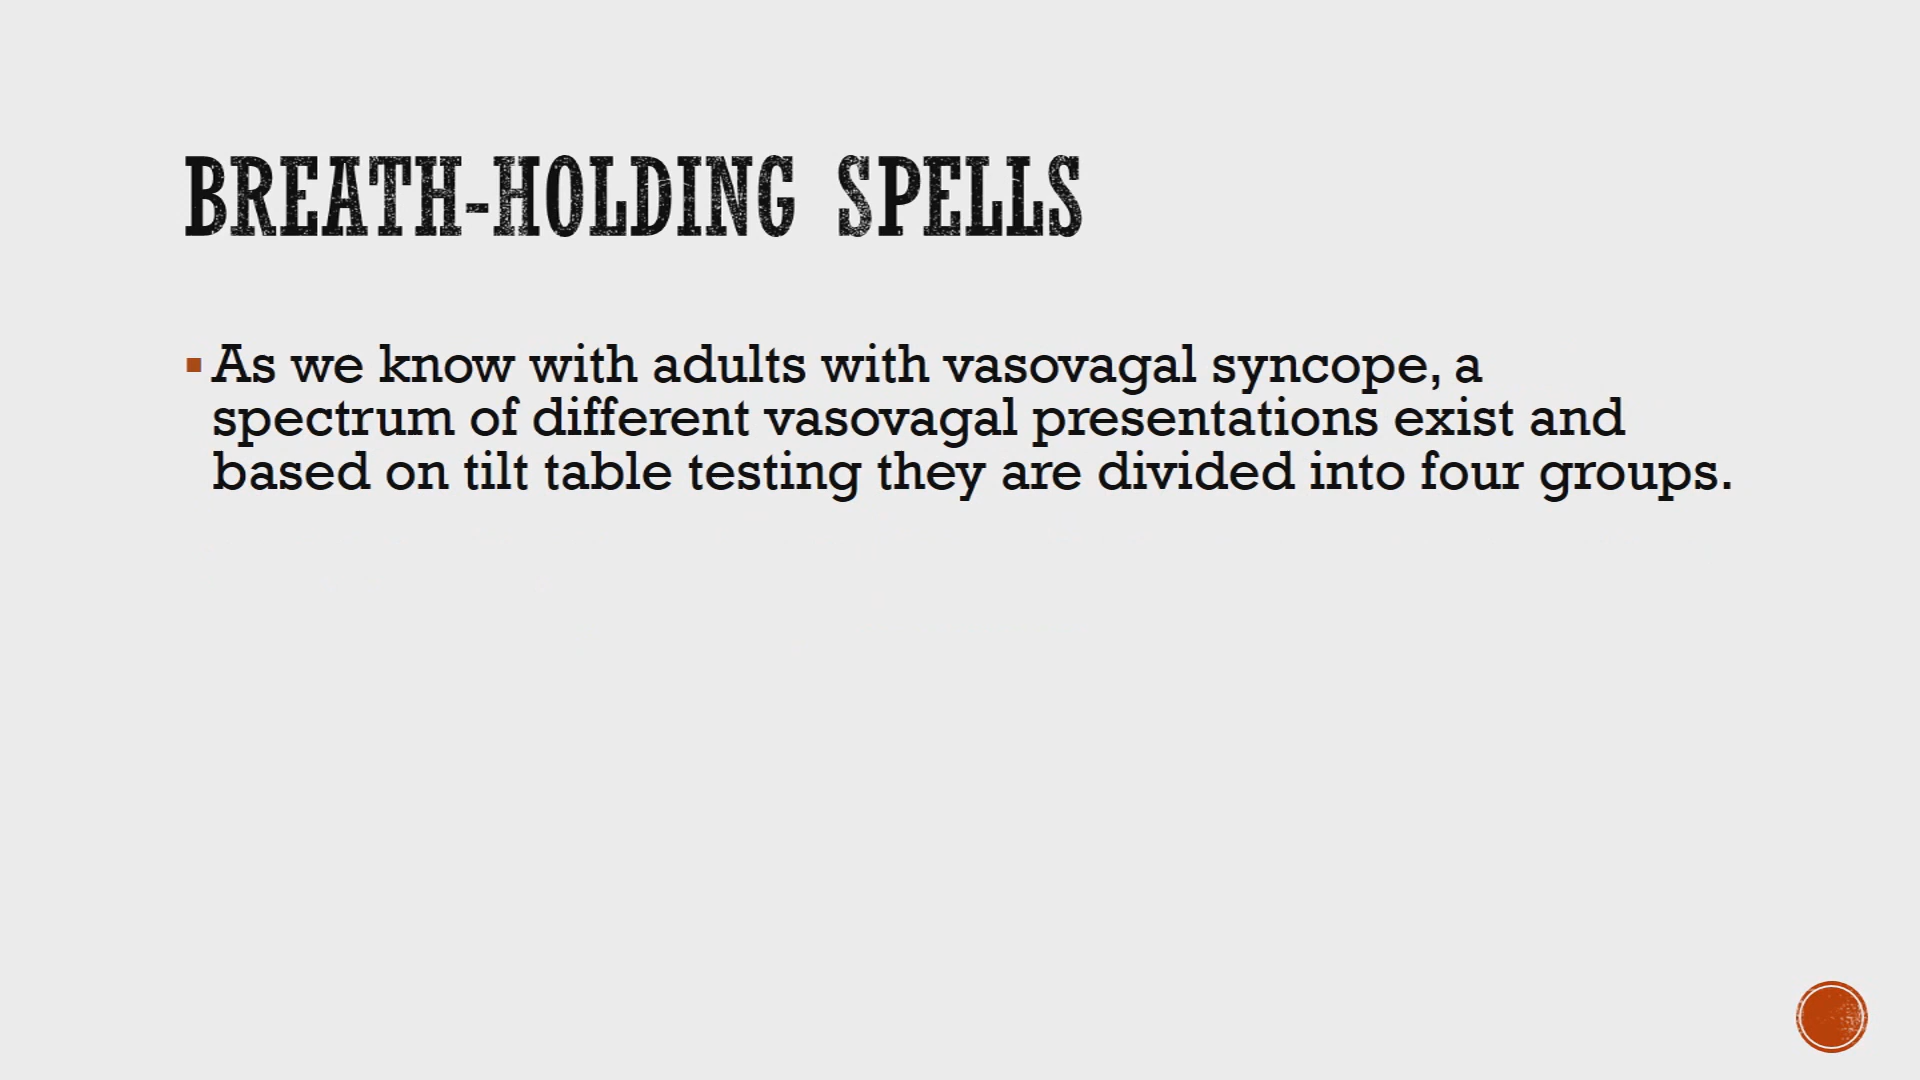 BREATH-HOLDING SPELLS
▪ As we know with adults with vasovagal syncope, a
spectrum of different vasovagal presentations exist and
based on tilt table testing they are divided into four groups.